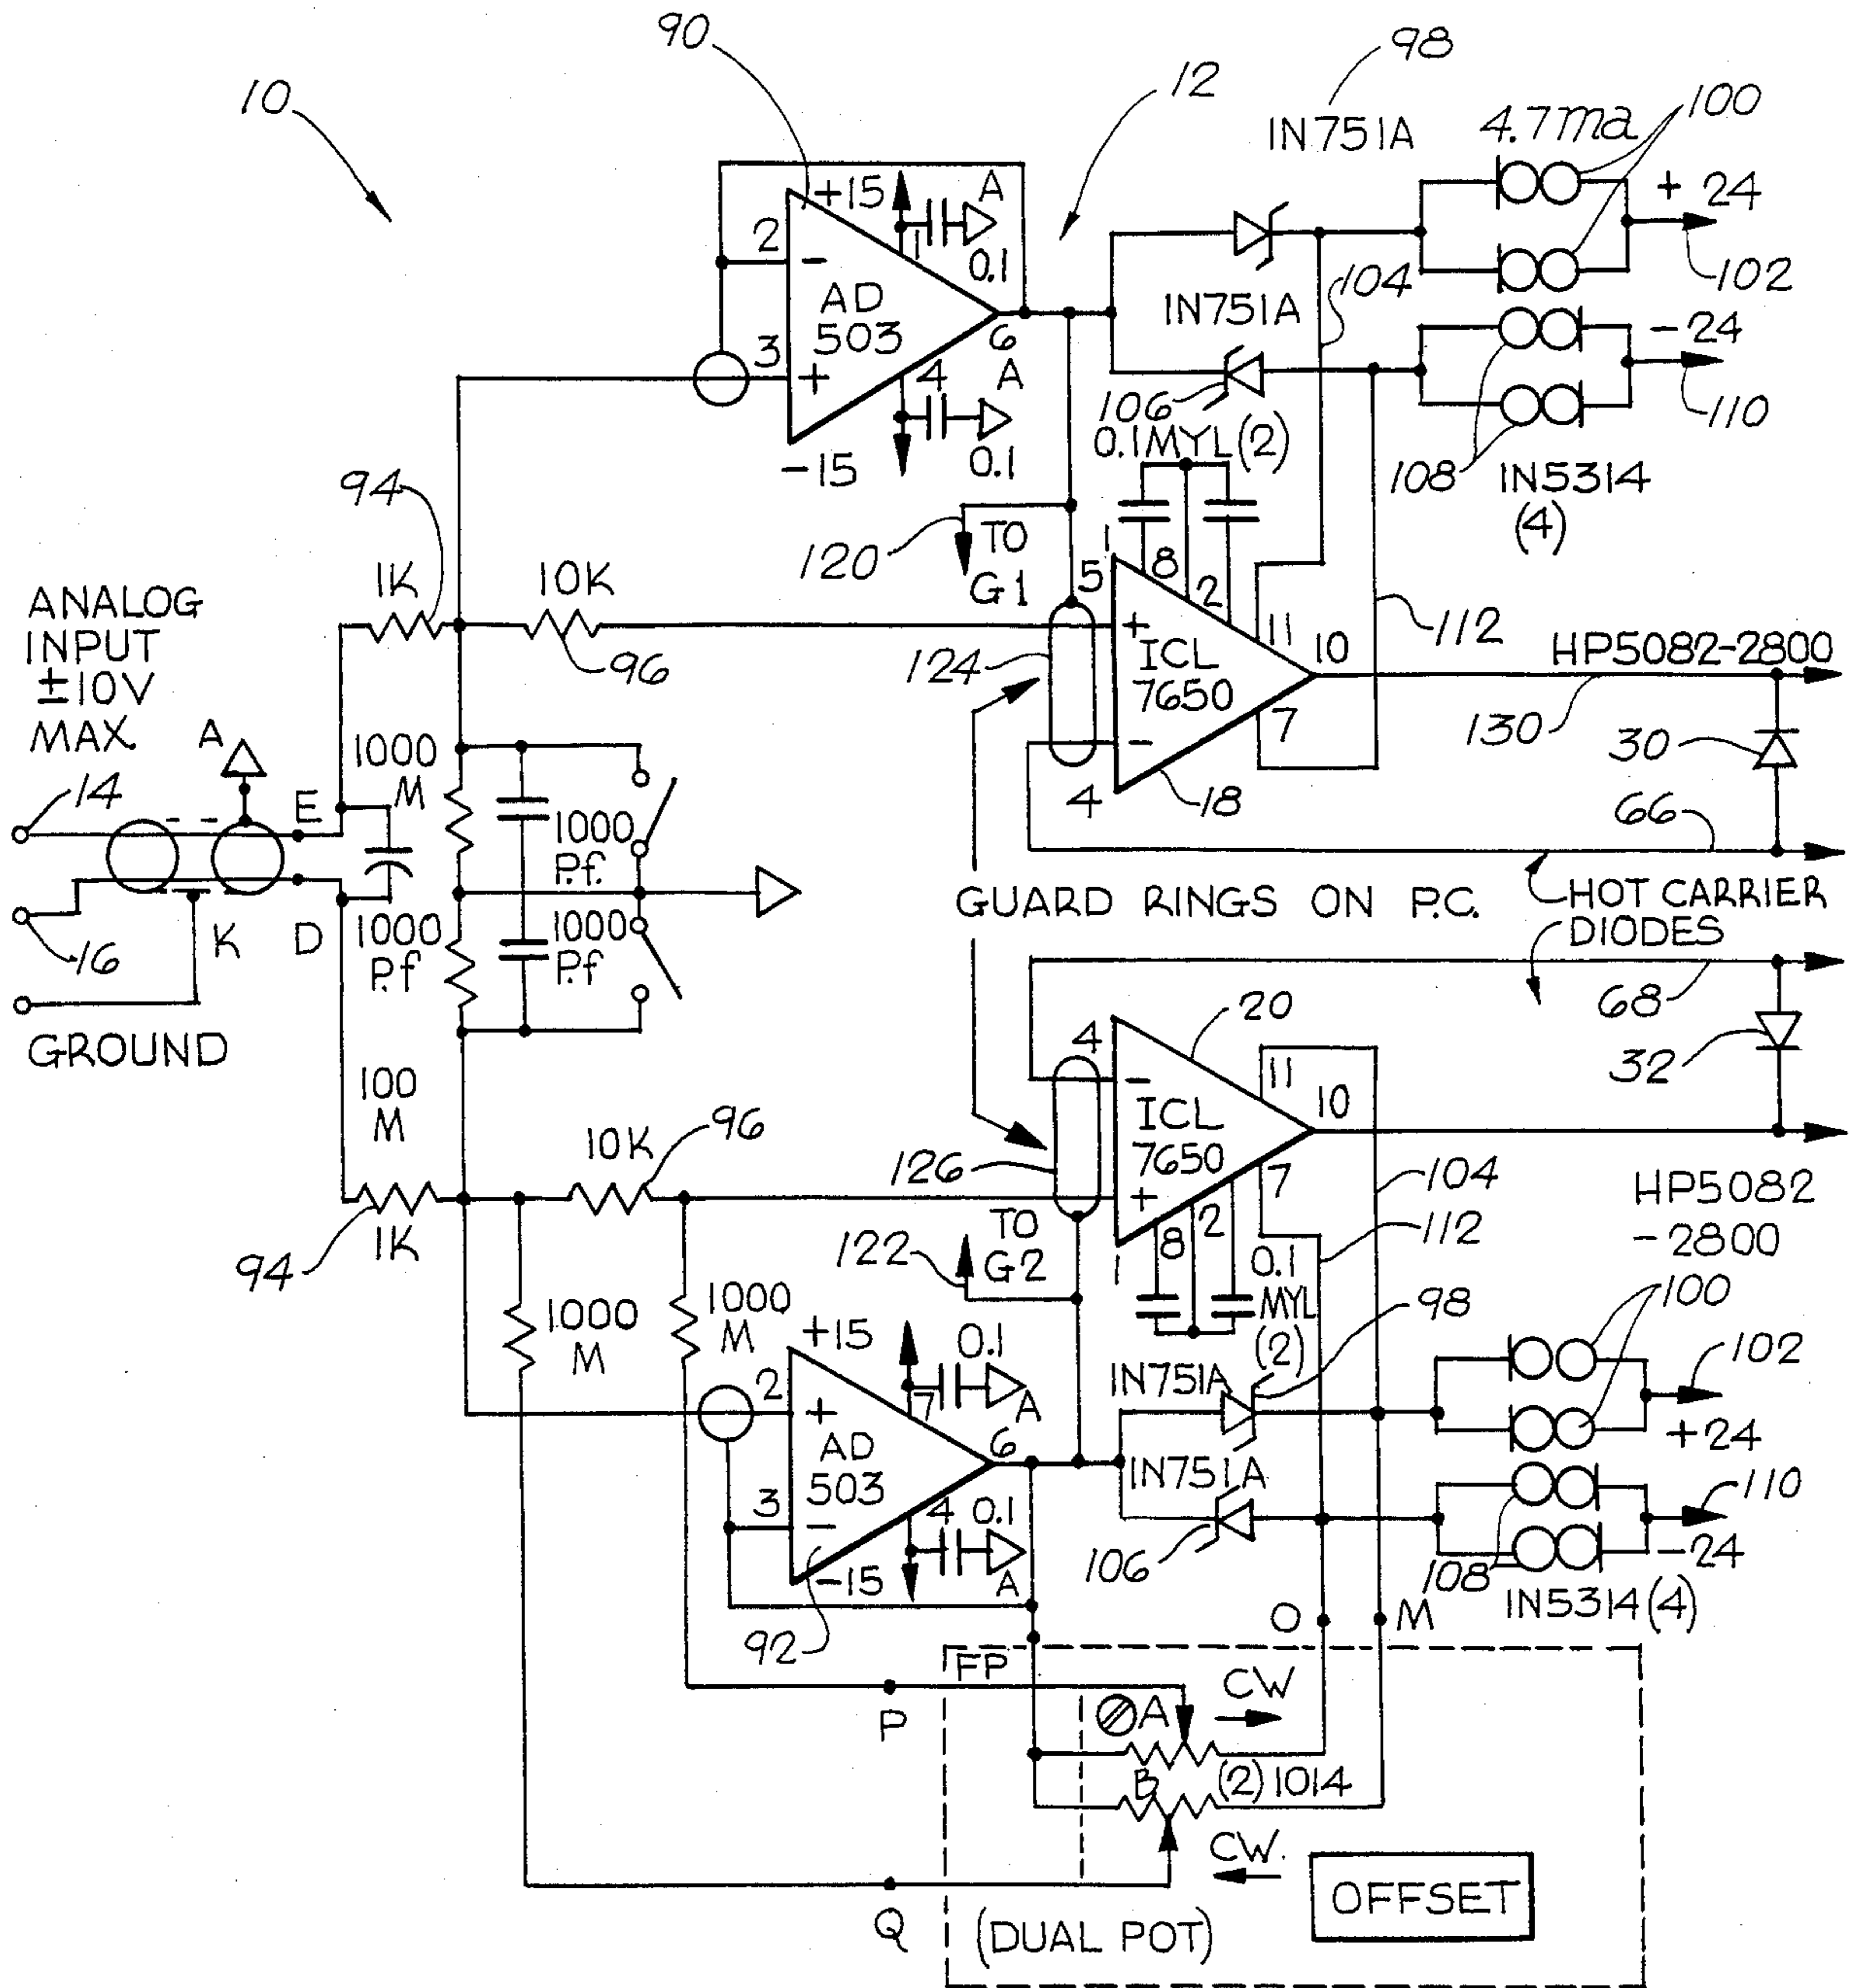 90
98
10
12
IN751A
4.7ma
100
+15
A
+24
2
-
1
0.1
102
AD
503
IN751A
104
-24
3
+
6
4
A
106
110
-15
0.1
0.1MYL(2)
108
IN5314
(4)
94
120
TO
G1
1
8
2
5
11
ANALOG
INPUT
±10V
MAX.
1K
10K
96
+
ICL
7650
10
112
HP5082-2800
124
-
7
130
30
A
1000
M
14
E
4
18
66
1000
P.f.
GUARD RINGS ON P.C.
HOT CARRIER
DIODES
16
K
D
1000
P.f
1000
P.f
68
GROUND
20
32
100
M
4
-
11
ICL
7650
10
10K
96
126
+
7
104
HP5082
-2800
94
1K
TO
G2
122
1
8
2
0.1
MYL
(2)
112
98
100
1000
M
1000
M
+15
0.1
2
+
7
A
IN751A
102
AD
503
6
+24
IN751A
3
-
4
0.1
110
-15
A
106
108
-24
IN5314(4)
92
O
M
FP
CW
P
A
B
(2)1014
CW.
Q
(DUAL POT)
OFFSET